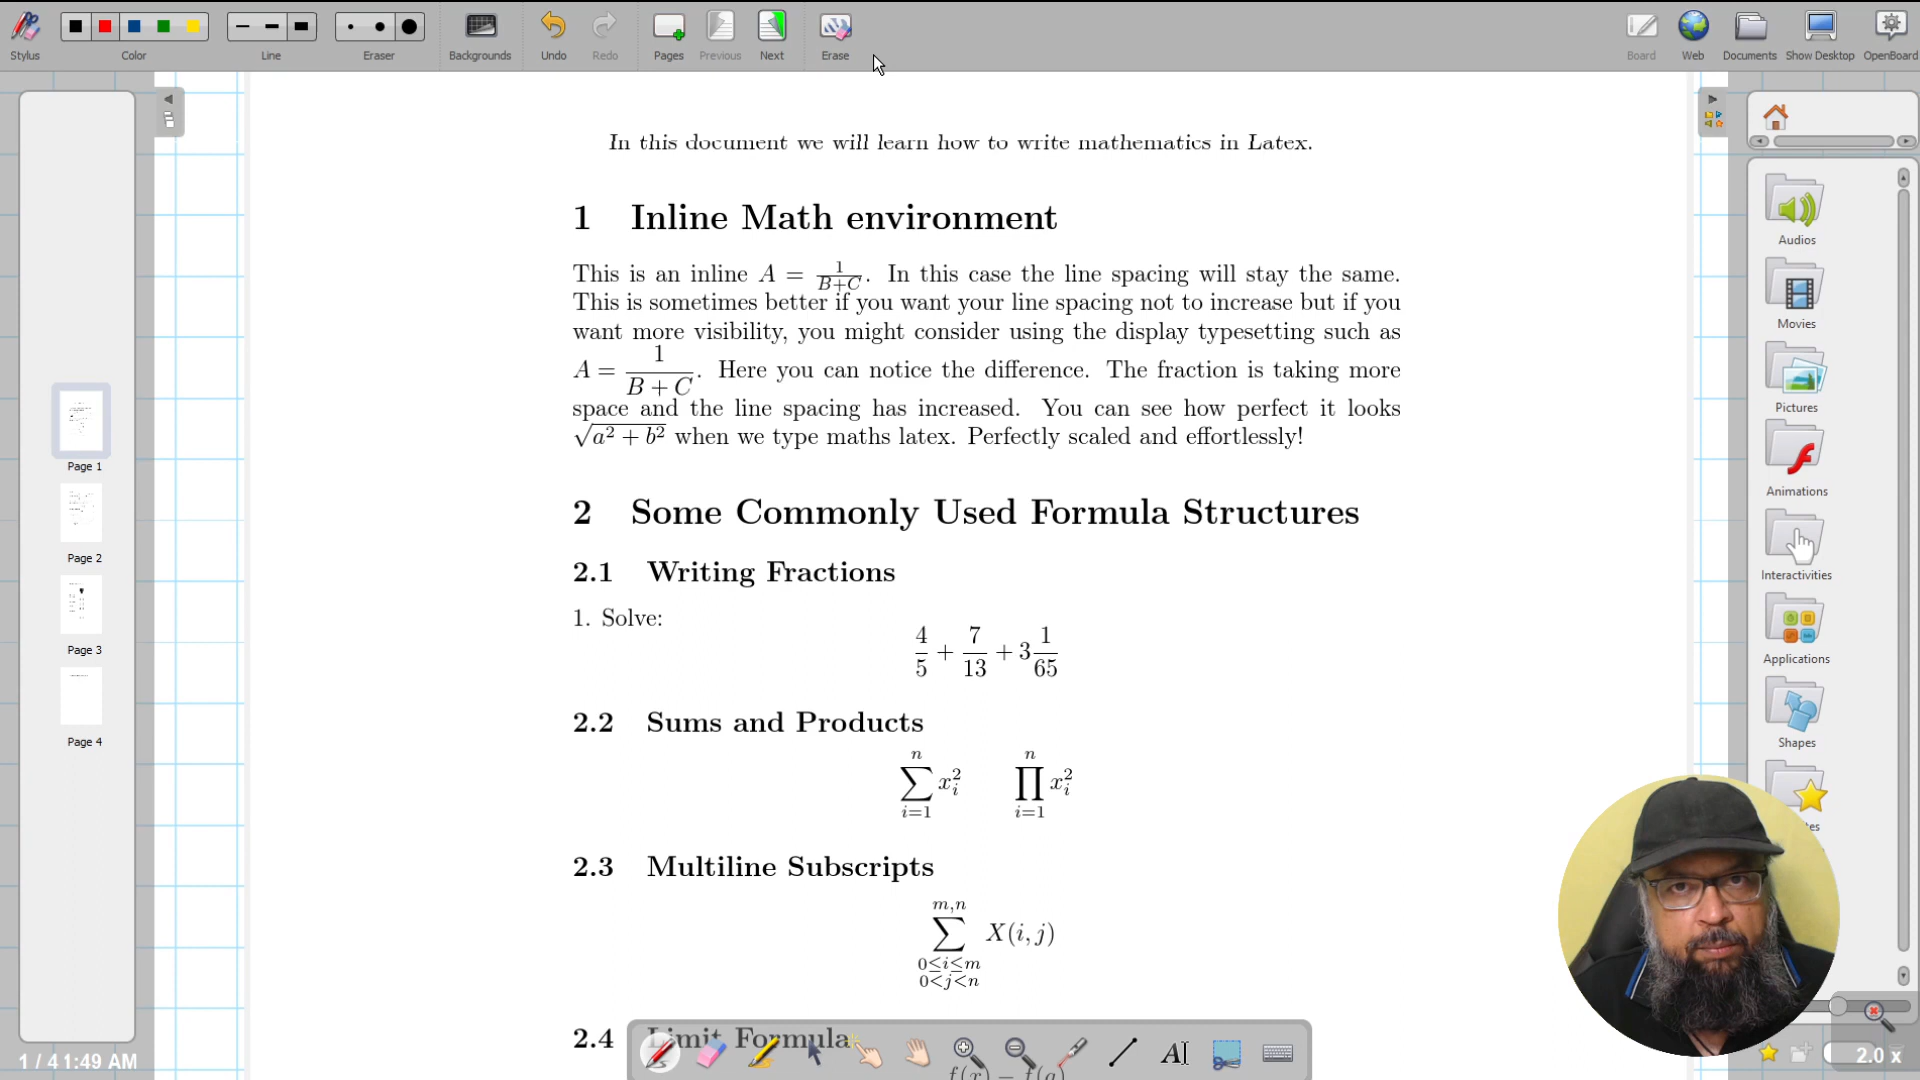 Stylus
Color
Line
Eraser
Backgrounds
Undo
Redo
Pages
Previous
Next
Erase
Board
Web
Documents
Show Desktop
OpenBoard
Page 1
Page 2
Page 3
Page 4
1 / 4 1:49 AM
In this document we will learn how to write mathematics in Latex.
1 Inline Math environment
This is an inline A = 1/(B+C). In this case the line spacing will stay the same.
This is sometimes better if you want your line spacing not to increase but if you
want more visibility, you might consider using the display typesetting such as
A = 1/(B + C). Here you can notice the difference. The fraction is taking more
space and the line spacing has increased. You can see how perfect it looks
√(a² + b²) when we type maths latex. Perfectly scaled and effortlessly!
2 Some Commonly Used Formula Structures
2.1 Writing Fractions
1. Solve:
4/5 + 7/13 + 3 1/65
2.2 Sums and Products
n n
∑ x_i^2 ∏ x_i^2
i=1 i=1
2.3 Multiline Subscripts
m,n
∑ X(i, j)
0≤i≤m
0<j<n
2.4 Limit Formula
f(x) − f(a)
Audios
Movies
Pictures
Animations
Interactivities
Applications
Shapes
2.0 x